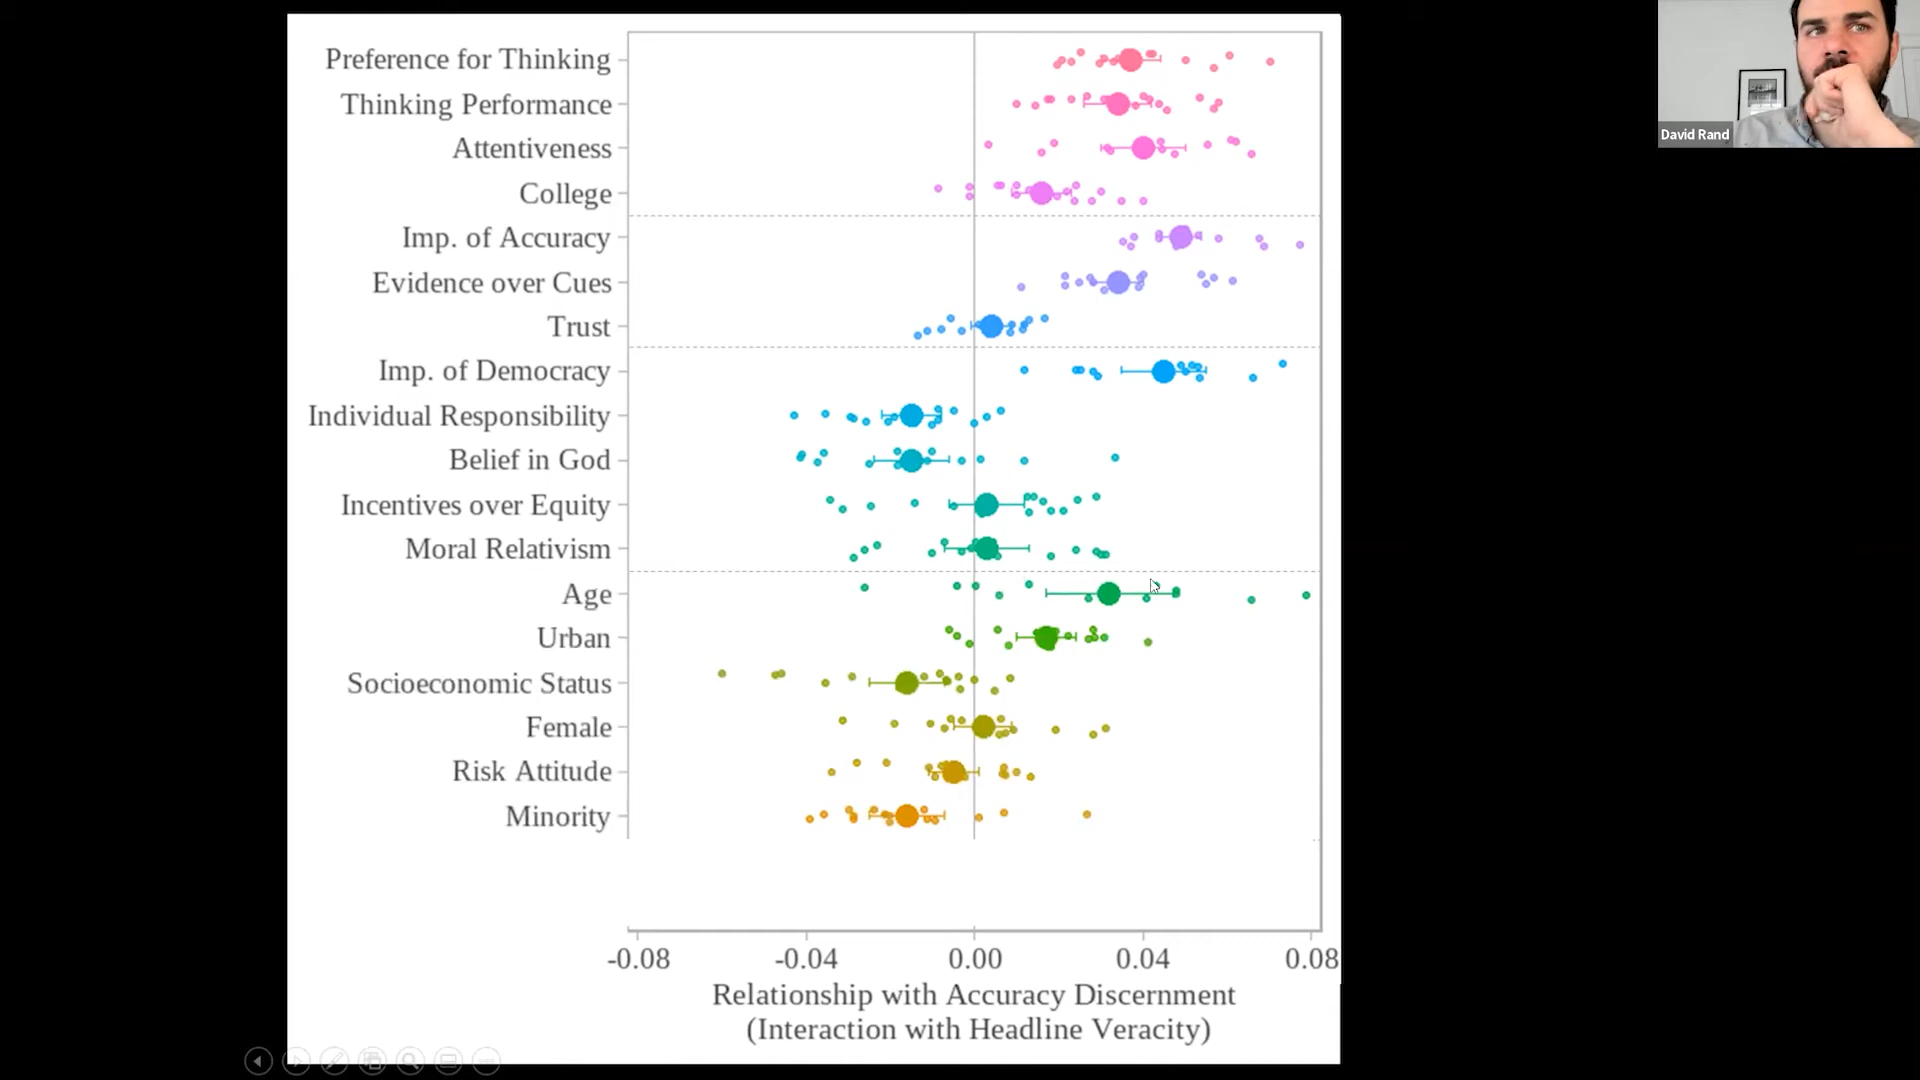 Preference for Thinking
Thinking Performance
Attentiveness
College
Imp. of Accuracy
Evidence over Cues
Trust
Imp. of Democracy
Individual Responsibility
Belief in God
Incentives over Equity
Moral Relativism
Age
Urban
Socioeconomic Status
Female
Risk Attitude
Minority
-0.08 -0.04 0.00 0.04 0.08
Relationship with Accuracy Discernment
(Interaction with Headline Veracity)
David Rand